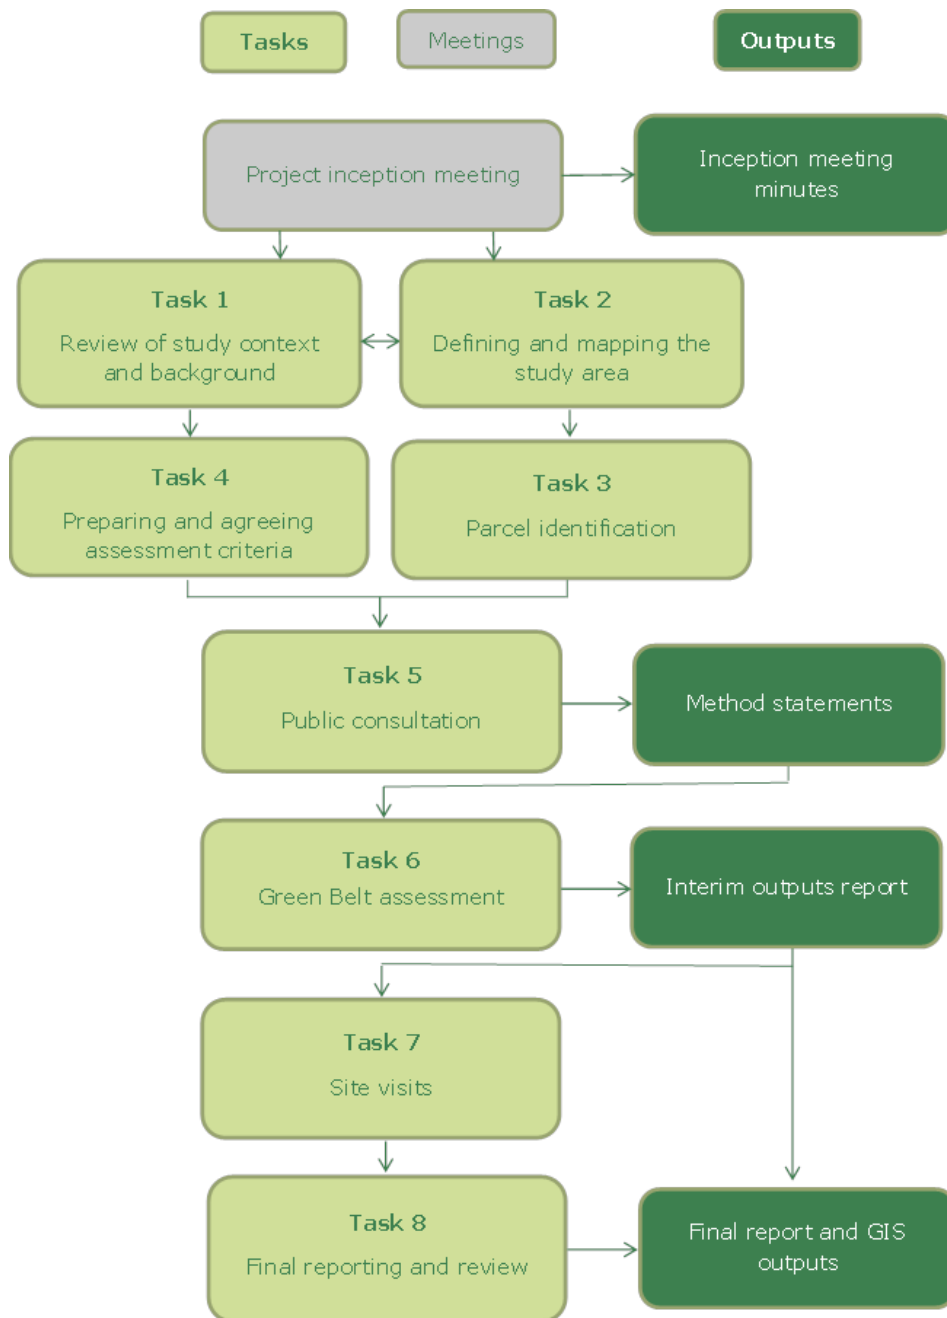 Tasks
Meetings
Outputs
Project inception meeting
Inception meeting
minutes
Task 1
Review of study context
and background
Task 2
Defining and mapping the
study area
Task 4
Preparing and agreeing
assessment criteria
Task 3
Parcel identification
Task 5
Public consultation
Method statements
Task 6
Green Belt assessment
Interim outputs report
Task 7
Site visits
Task 8
Final reporting and review
Final report and GIS
outputs